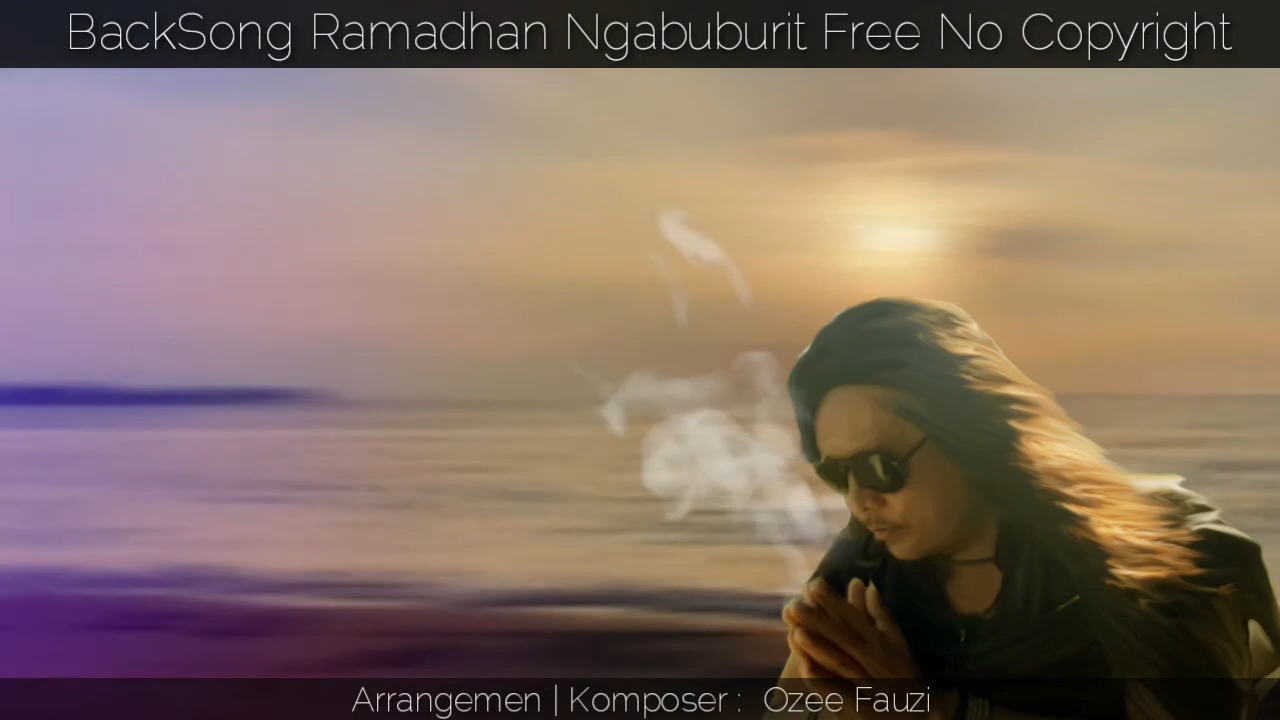 BackSong Ramadhan Ngabuburit Free No Copyright
Arrangemen | Komposer : Ozee Fauzi